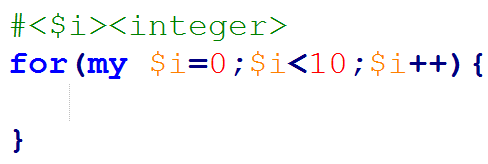 #<$i><integer>
for(my $i=0;$i<10;$i++){
}